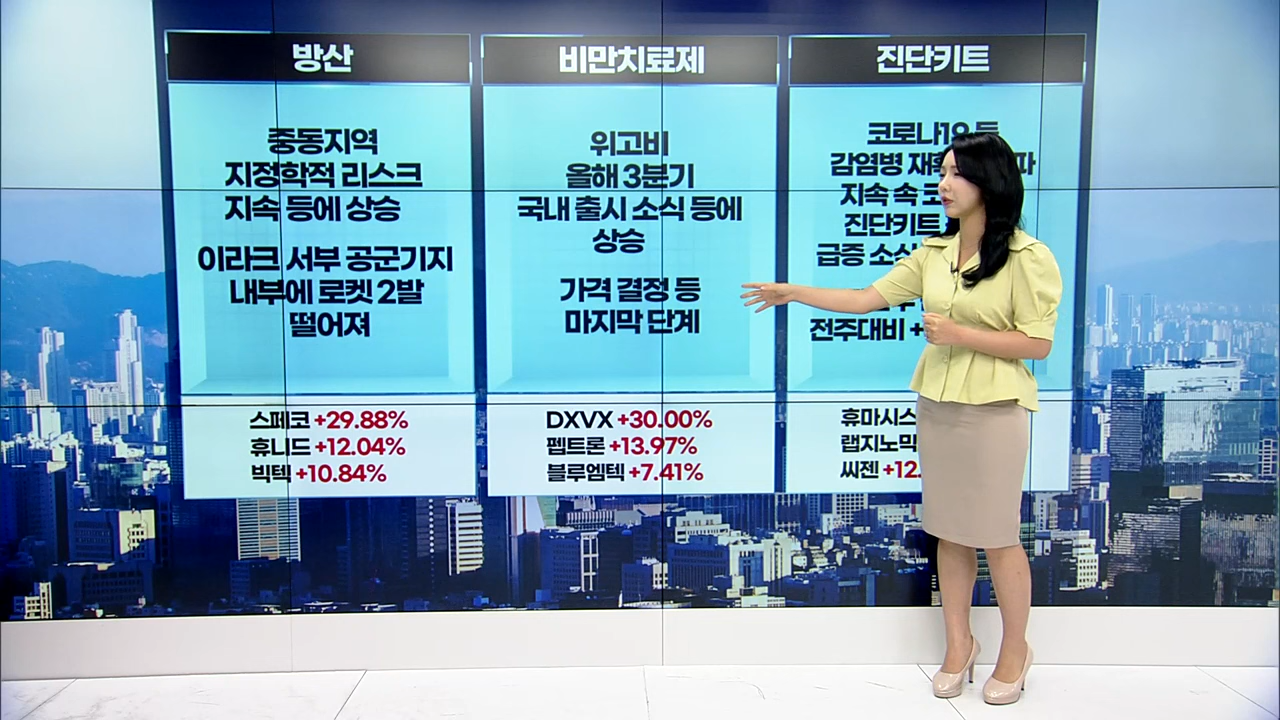 방산
중동지역
지정학적 리스크
지속 등에 상승
이라크 서부 공군기지
내부에 로켓 2발
떨어져
스페코 +29.88%
휴니드 +12.04%
빅텍 +10.84%
비만치료제
위고비
올해 3분기
국내 출시 소식 등에
상승
가격 결정 등
마지막 단계
DXVX +30.00%
펩트론 +13.97%
블루엠텍 +7.41%
진단키트
코로나19 등
감염병
지속 속
진단키트
급증 소식
전주대비
휴마시스
랩지노믹
씨젠